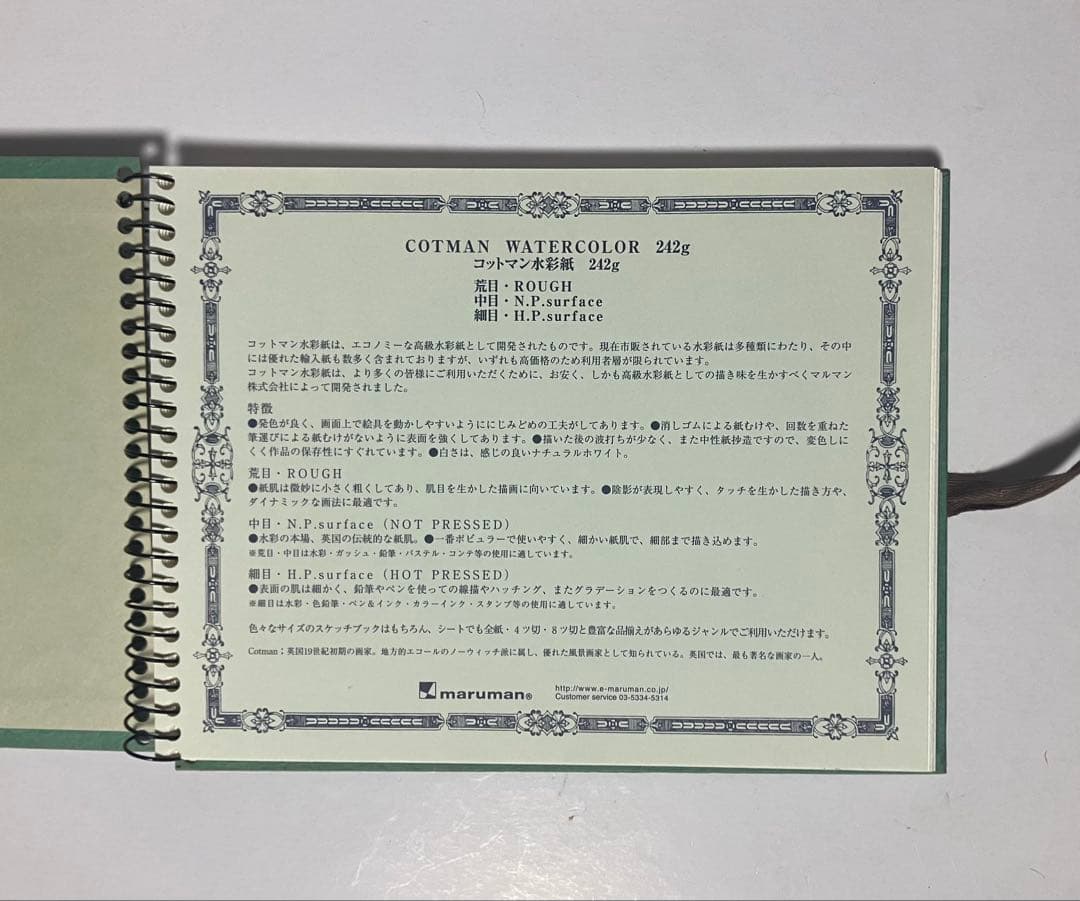 COTMAN WATERCOLOR 242g
コットマン水彩紙 242g
荒目・ROUGH
中目・N.P.surface
細目・H.P.surface
コットマン水彩紙は、エコノミーな高級水彩紙として開発されたものです。現在市販されている水彩紙は多種類にわたり、その中
には優れた輸入紙も数多く含まれておりますが、いずれも高価格のため利用者層が限られています。
コットマン水彩紙は、より多くの皆様にご利用いただくために、お安く、しかも高級水彩紙としての描き味を生かすべくマルマン
株式会社によって開発されました。
特徴
●発色が良く、画面上で絵具を動かしやすいようににじみどめの工夫がしてあります。●消しゴムによる紙むけや、回数を重ねた
筆運びによる紙むけがないように表面を強くしてあります。●描いた後の波打ちが少なく、また中性紙抄造ですので、変色しに
くく作品の保存性にすぐれています。●白さは、感じの良いナチュラルホワイト。
荒目・ROUGH
●紙肌は微妙に小さく粗くしてあり、肌目を生かした描画に向いています。●陰影が表現しやすく、タッチを生かした描き方や、
ダイナミックな画法に最適です。
中目・N.P.surface (NOT PRESSED)
●水彩の本場、英国の伝統的な紙肌。●一番ポピュラーで使いやすく、細かい紙肌で、細部まで描き込めます。
※荒目・中目は水彩・ガッシュ・鉛筆・パステル・コンテ等の使用に適しています。
細目・H.P.surface (HOT PRESSED)
●表面の肌は細かく、鉛筆やペンを使っての線描やハッチング、またグラデーションをつくるのに最適です。
※細目は水彩・色鉛筆・ペン&インク・カラーインク・スタンプ等の使用に適しています。
色々なサイズのスケッチブックはもちろん、シートでも全紙・4ツ切・8ツ切と豊富な品揃えがあらゆるジャンルでご利用いただけます。
Cotman;英国19世紀初期の画家。地方的エコールのノーウィッチ派に属し、優れた風景画家として知られている。英国では、最も著名な画家の一人。
maruman®
http://www.e-maruman.co.jp/
Customer service 03-5334-5314